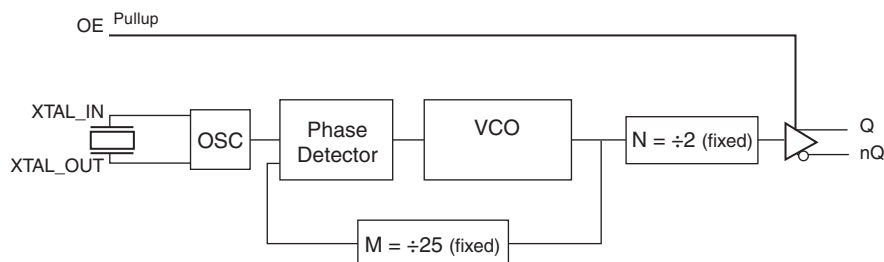 OE Pullup
XTAL_IN
OSC
XTAL_OUT
Phase
Detector
VCO
N = ÷2 (fixed)
Q
nQ
M = ÷25 (fixed)